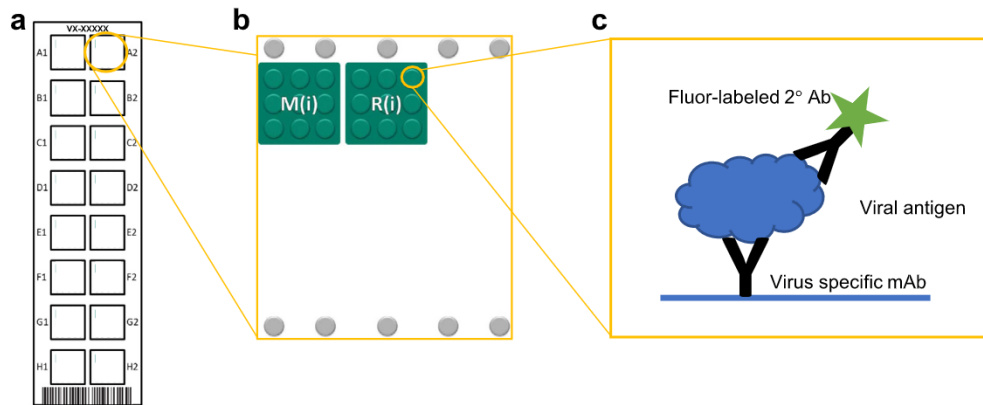 a
VX-XXXXX
A1 A2
B1 B2
C1 C2
D1 D2
E1 E2
F1 F2
G1 G2
H1 H2
b
M(i) R(i)
c
Fluor-labeled 2° Ab
Viral antigen
Virus specific mAb